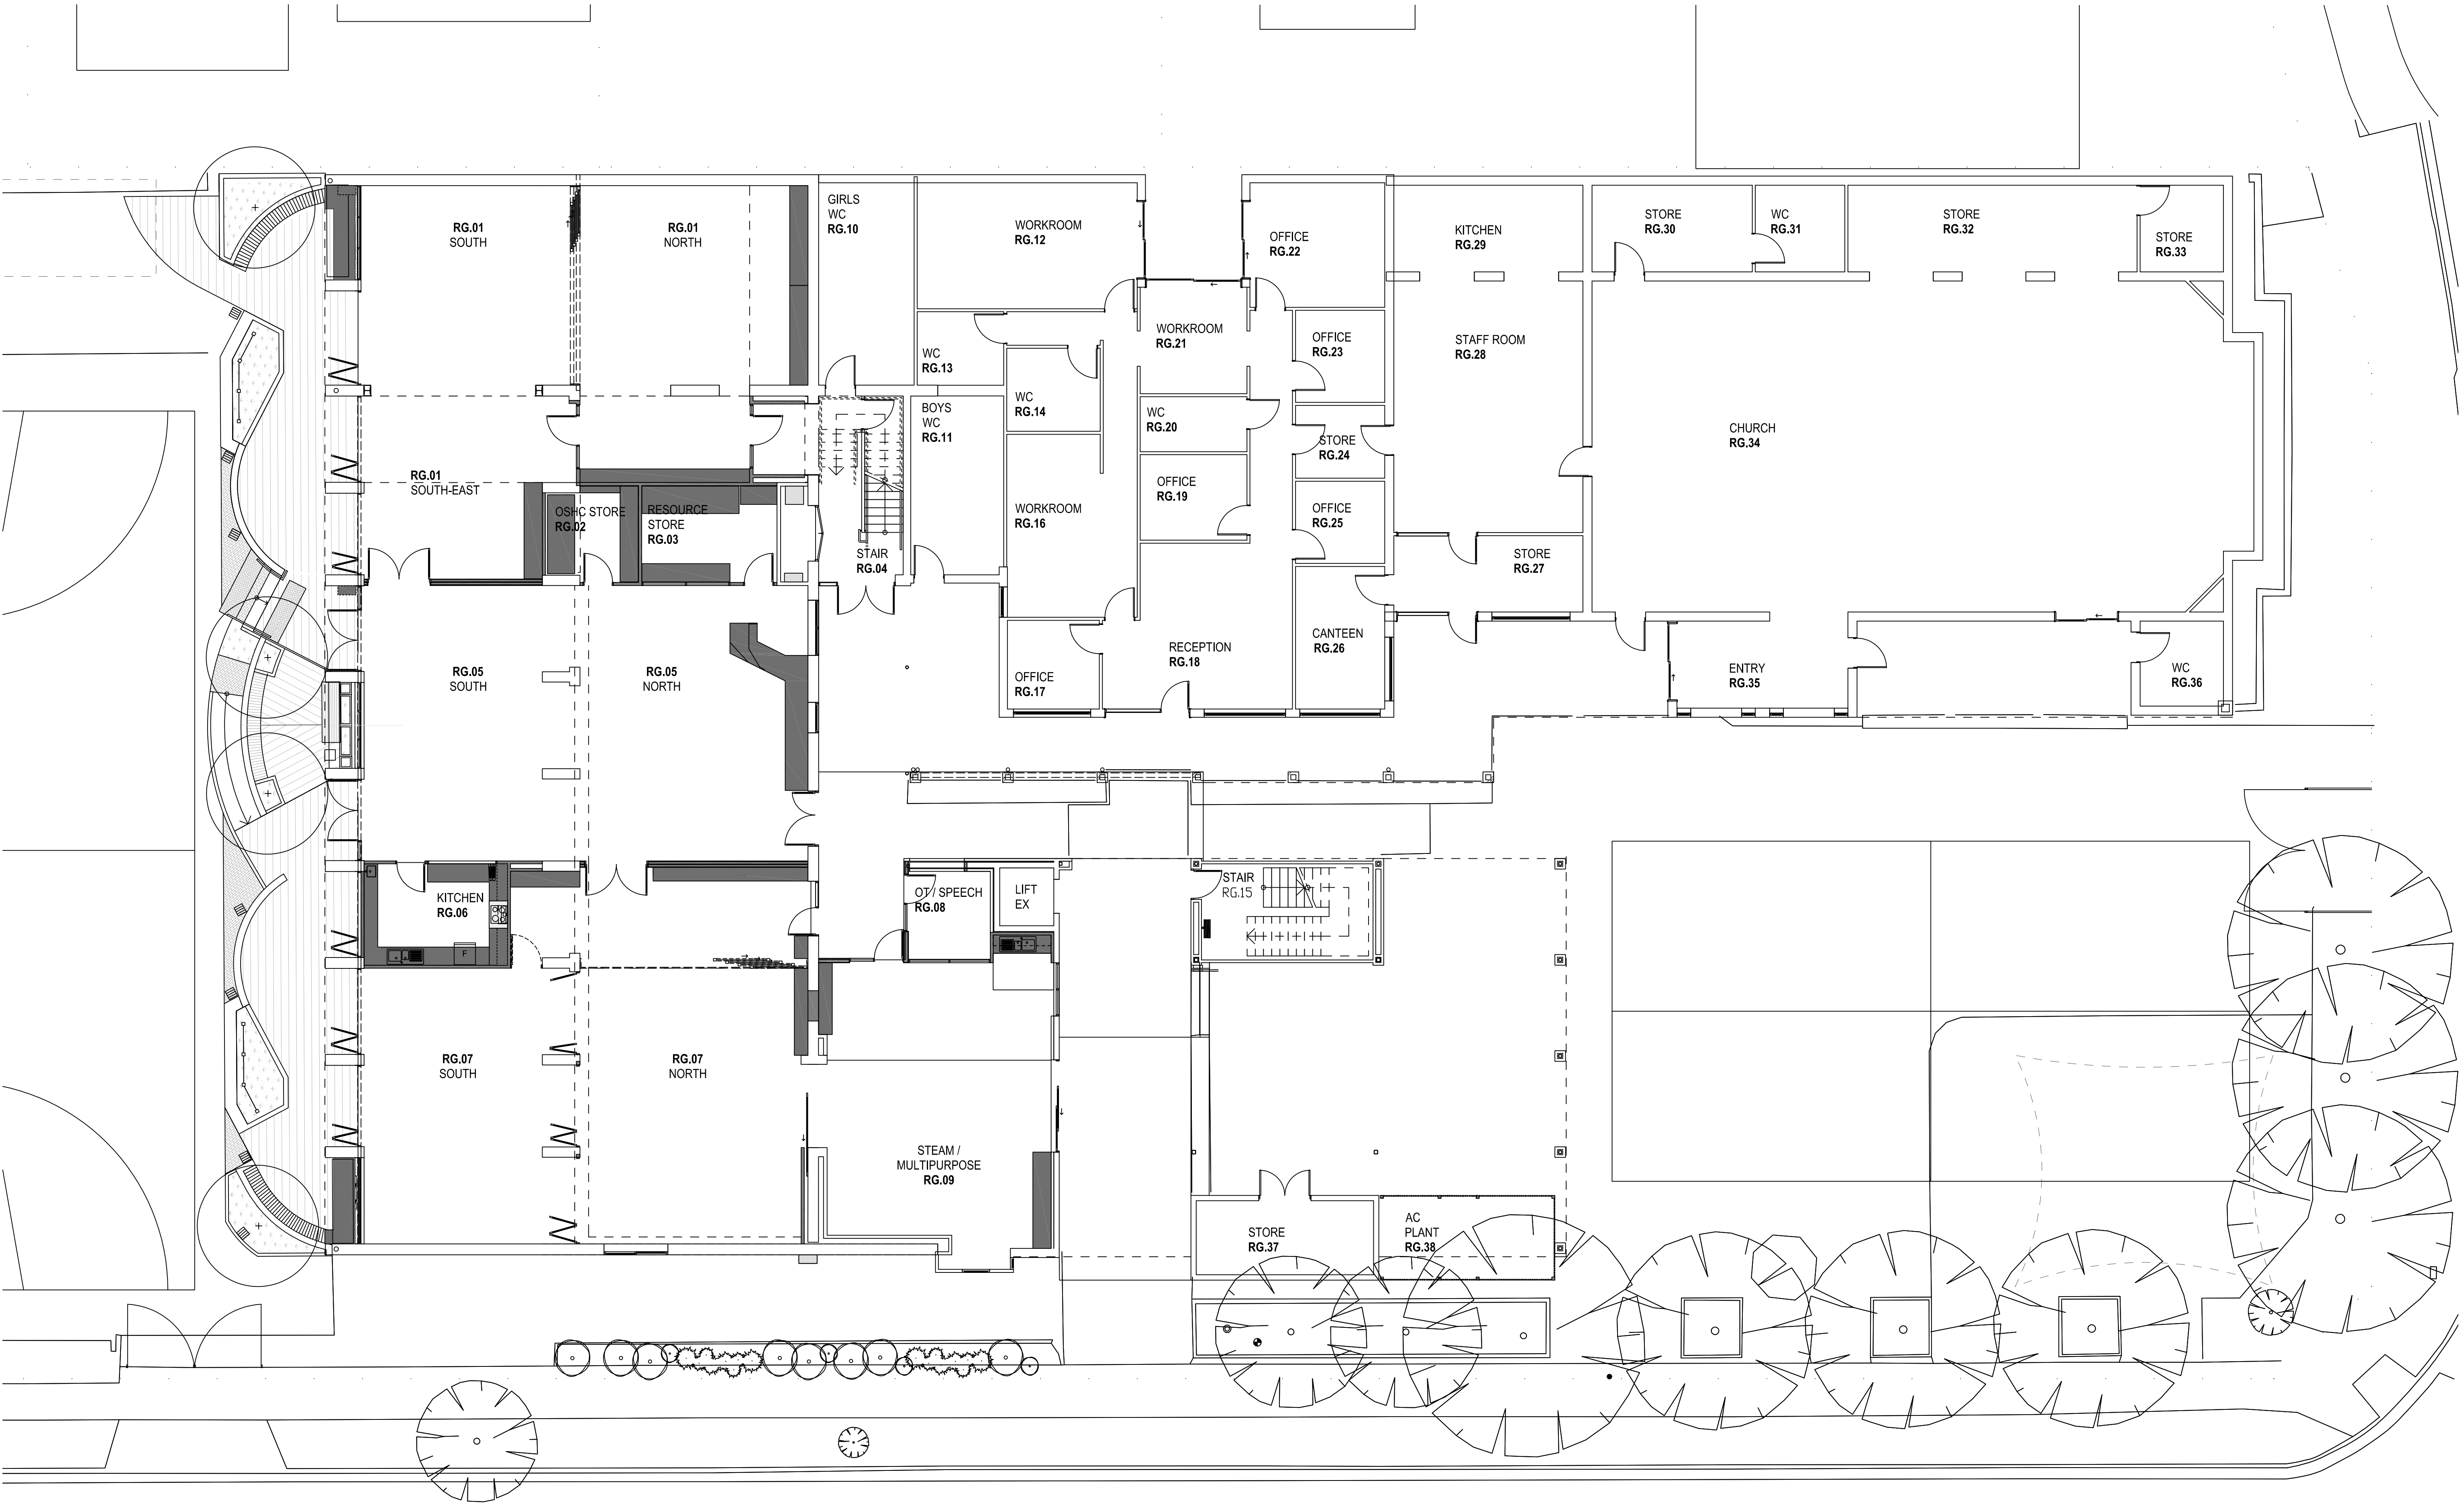 RG.01
SOUTH
RG.01
NORTH
GIRLS
WC
RG.10
WORKROOM
RG.12
OFFICE
RG.22
KITCHEN
RG.29
STORE
RG.30
WC
RG.31
STORE
RG.32
STORE
RG.33
WORKROOM
RG.21
OFFICE
RG.23
STAFF ROOM
RG.28
WC
RG.13
WC
RG.14
BOYS
WC
RG.11
WC
RG.20
STORE
RG.24
CHURCH
RG.34
RG.01
SOUTH-EAST
OSHC STORE
RG.02
RESOURCE
STORE
RG.03
WORKROOM
RG.16
OFFICE
RG.19
OFFICE
RG.25
STAIR
RG.04
STORE
RG.27
RG.05
SOUTH
RG.05
NORTH
OFFICE
RG.17
RECEPTION
RG.18
CANTEEN
RG.26
ENTRY
RG.35
WC
RG.36
KITCHEN
RG.06
F
OT / SPEECH
RG.08
LIFT
EX
STAIR
RG.15
RG.07
SOUTH
RG.07
NORTH
STEAM /
MULTIPURPOSE
RG.09
STORE
RG.37
AC
PLANT
RG.38